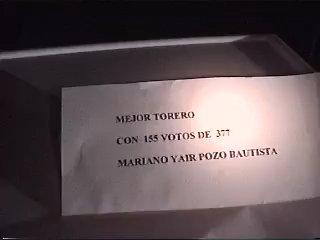 MEJOR TORERO
CON 155 VOTOS DE 377
MARIANO YAIR POZO BAUTISTA